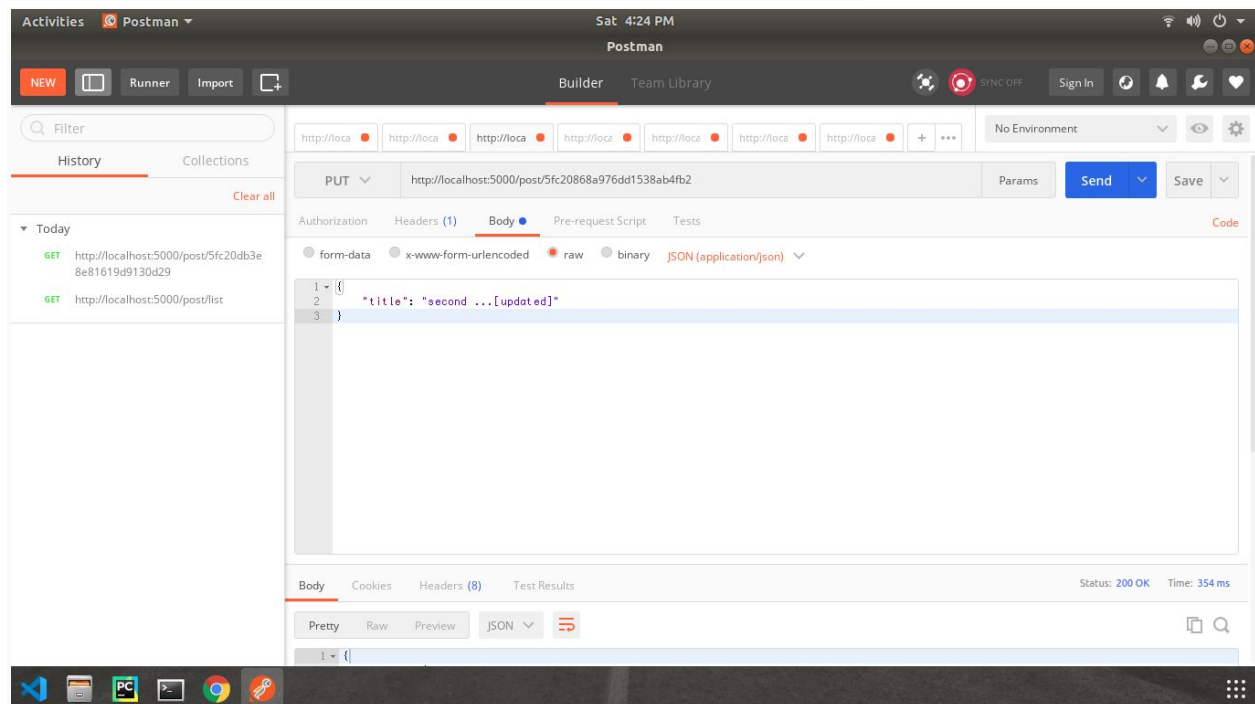 Activities Postman Sat 4:24 PM
Postman
NEW Runner Import Builder Team Library SYNC OFF Sign In
Filter
History Collections
Clear all
Today
GET http://localhost:5000/post/5fc20db3e
8e81619d9130d29
GET http://localhost:5000/post/list
http://loca http://loca http://loca http://loca http://loca http://loca http://loca + ••• No Environment
PUT http://localhost:5000/post/5fc20868a976dd1538ab4fb2 Params Send Save
Authorization Headers (1) Body Pre-request Script Tests Code
form-data x-www-form-urlencoded raw binary JSON (application/json)
1 {
2 "title": "second ...[updated]"
3 }
Body Cookies Headers (8) Test Results Status: 200 OK Time: 354 ms
Pretty Raw Preview JSON
1 {
PC